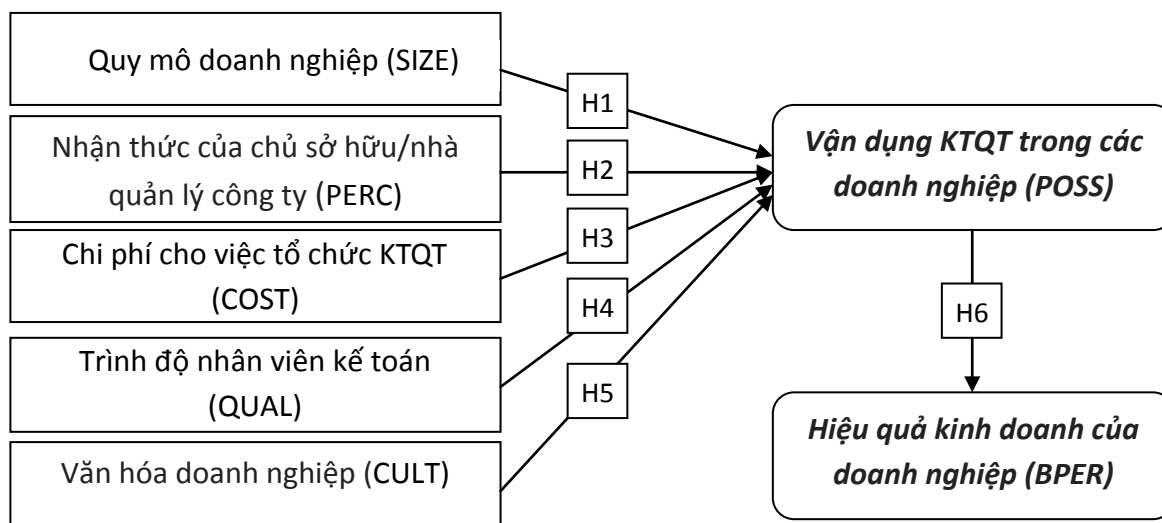 Quy mô doanh nghiệp (SIZE)
H1
Nhận thức của chủ sở hữu/nhà
quản lý công ty (PERC)
H2
Vận dụng KTQT trong các
doanh nghiệp (POSS)
Chi phí cho việc tổ chức KTQT
(COST)
H3
Trình độ nhân viên kế toán
(QUAL)
H4
H6
Văn hóa doanh nghiệp (CULT)
H5
Hiệu quả kinh doanh của
doanh nghiệp (BPER)